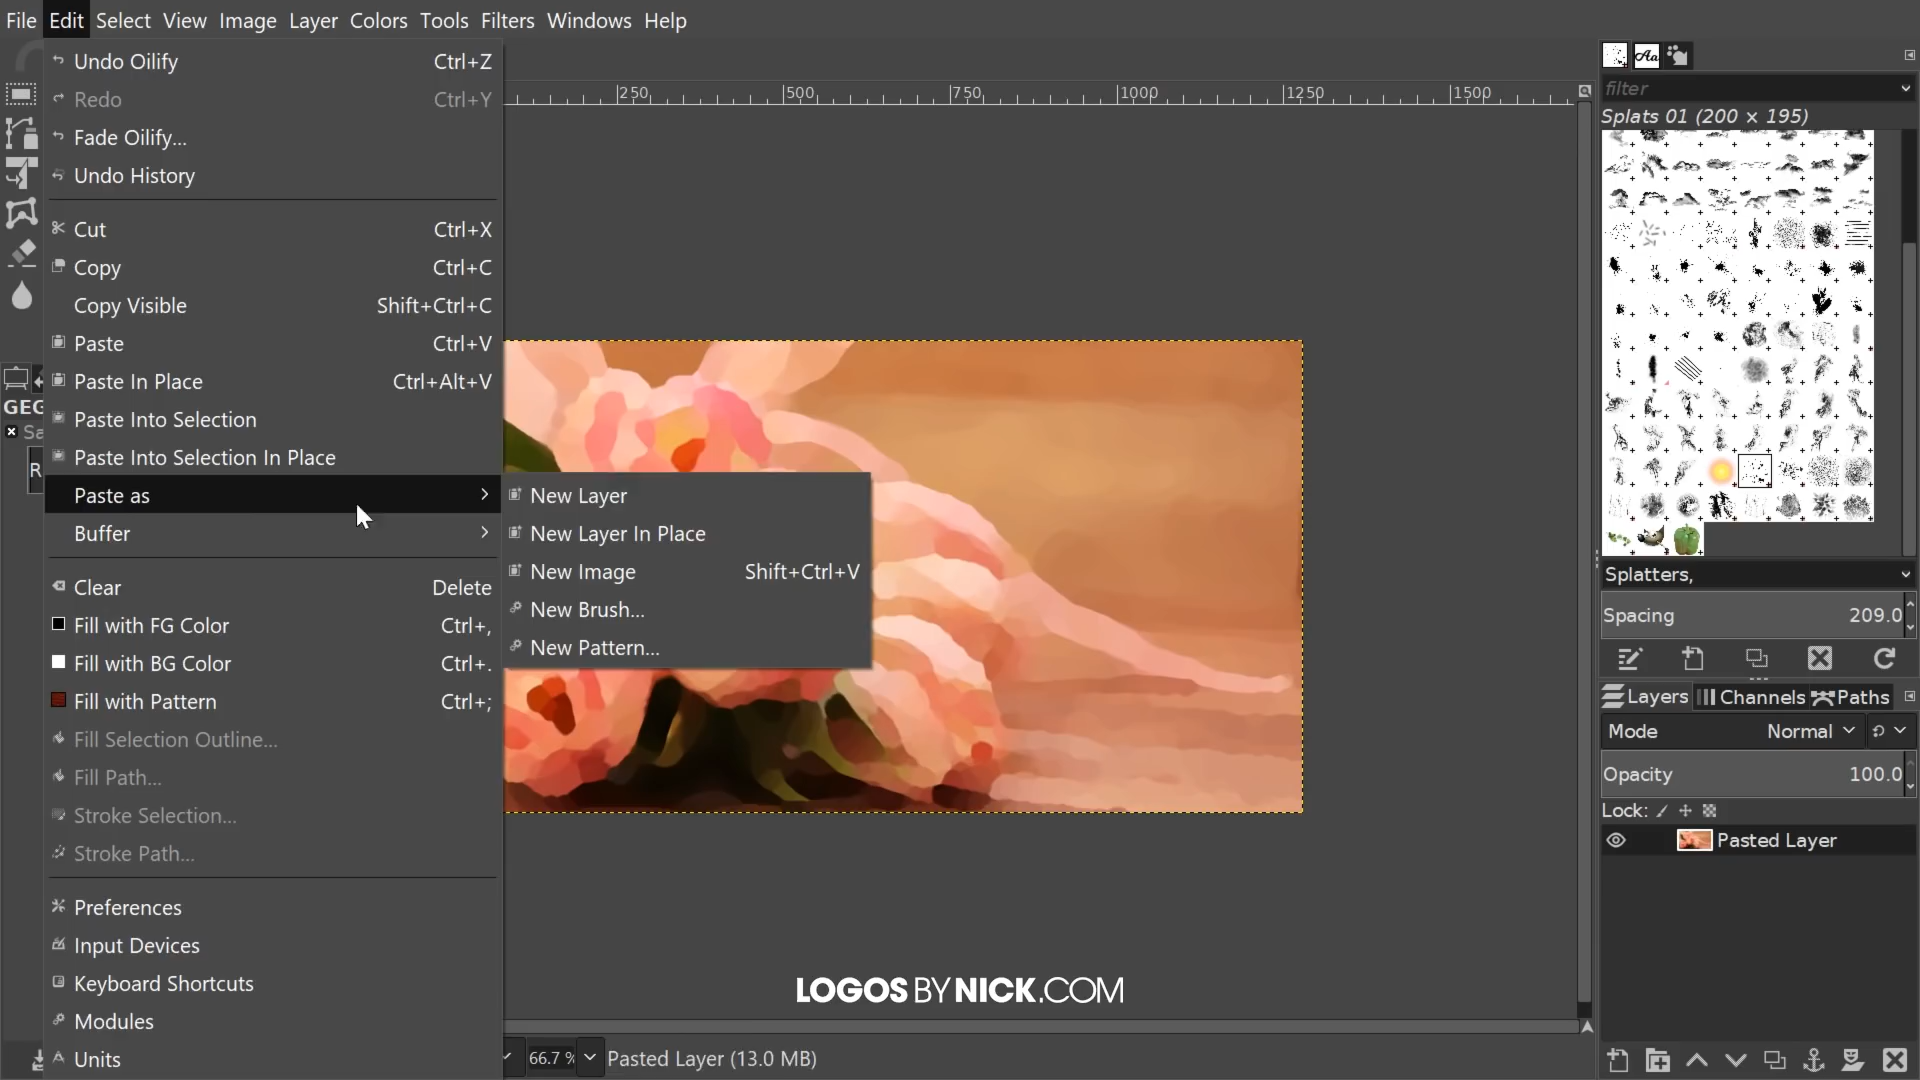 File Edit Select View Image Layer Colors Tools Filters Windows Help
Undo Oilify Ctrl+Z
Redo Ctrl+Y
Fade Oilify...
Undo History
Cut Ctrl+X
Copy Ctrl+C
Copy Visible Shift+Ctrl+C
Paste Ctrl+V
Paste In Place Ctrl+Alt+V
Paste Into Selection
Paste Into Selection In Place
Paste as
Buffer
Clear Delete
Fill with FG Color Ctrl+,
Fill with BG Color Ctrl+.
Fill with Pattern Ctrl+;
Fill Selection Outline...
Fill Path...
Stroke Selection...
Stroke Path...
Preferences
Input Devices
Keyboard Shortcuts
Modules
Units
New Layer
New Layer In Place
New Image Shift+Ctrl+V
New Brush...
New Pattern...
GEG
Sa
R
250 500 750 1000 1250 1500
LOGOS BY NICK.COM
66.7 % Pasted Layer (13.0 MB)
Aa
filter
Splats 01 (200 × 195)
Splatters,
Spacing 209.0
Layers Channels Paths
Mode Normal
Opacity 100.0
Lock:
Pasted Layer